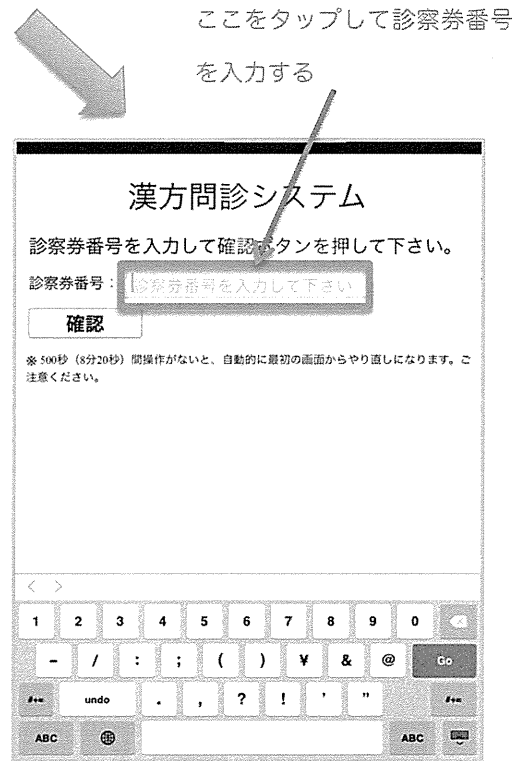 ここをタップして診察券番号
を入力する
漢方問診システム
診察券番号を入力して確認ボタンを押して下さい。
診察券番号： 診察券番号を入力して下さい
確認
※ 500秒（8分20秒）間操作がないと、自動的に最初の画面からやり直しになります。ご
注意ください。
< >
1 2 3 4 5 6 7 8 9 0
- / : ; ( ) ¥ & @ Go
#+= undo . , ? ! ' " #+=
ABC ABC